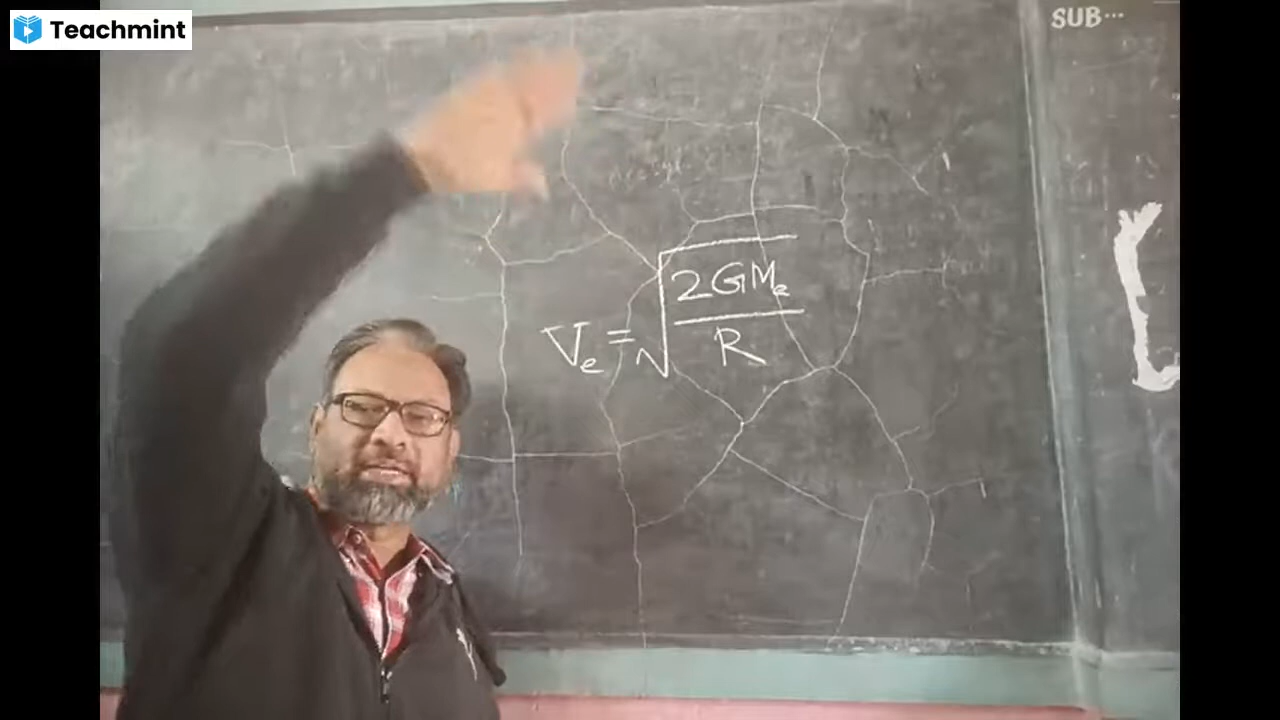 Teachmint
SUB...
Ve = √(2GMe / R)